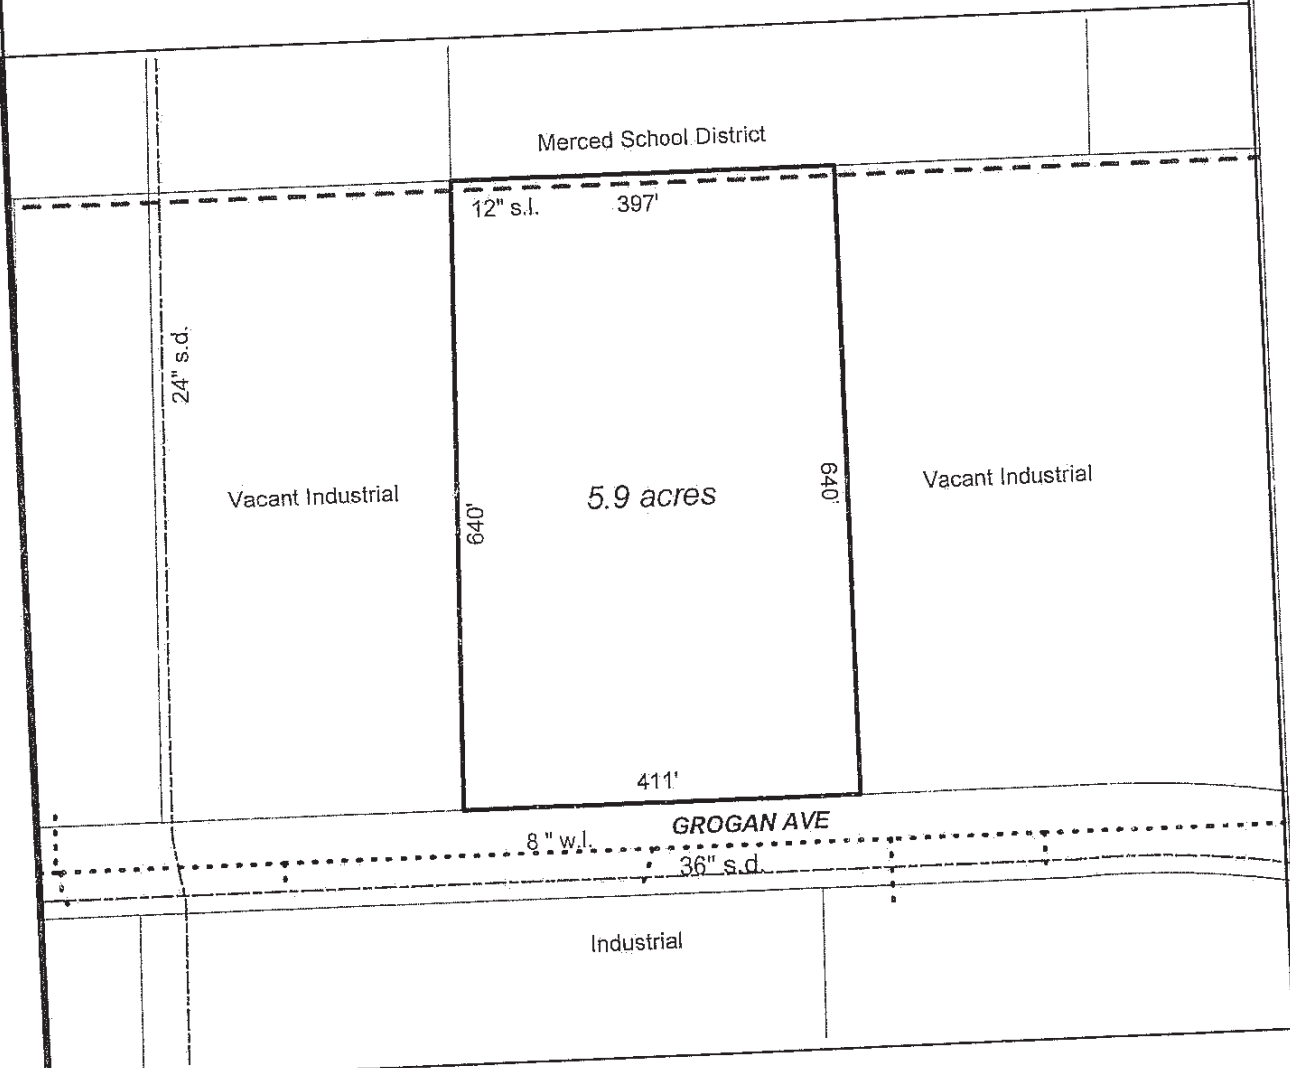 Merced School District
12" s.l.
397'
24" s.d.
Vacant Industrial
640'
5.9 acres
640'
Vacant Industrial
411'
GROGAN AVE
8" w.l.
36" s.d.
Industrial